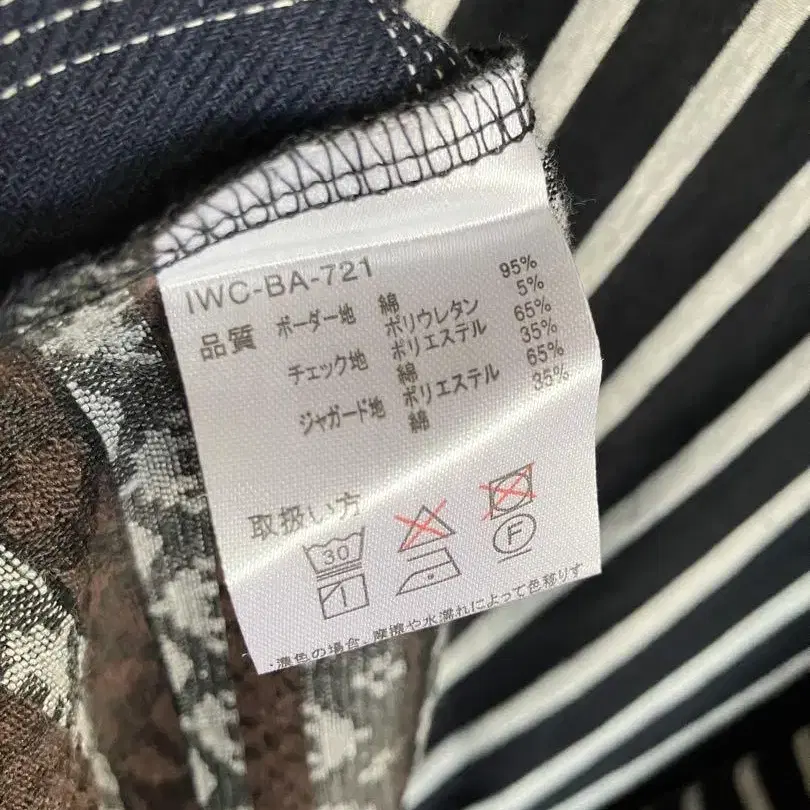 IWC-BA-721
品質 ボーダー地 綿 95%
ポリウレタン 5%
チェック地 ポリエステル 65%
綿 35%
ジャガード地 ポリエステル 65%
綿 35%
取扱い方
30
F
・濃色の場合、摩擦や水濡れによって色移りす